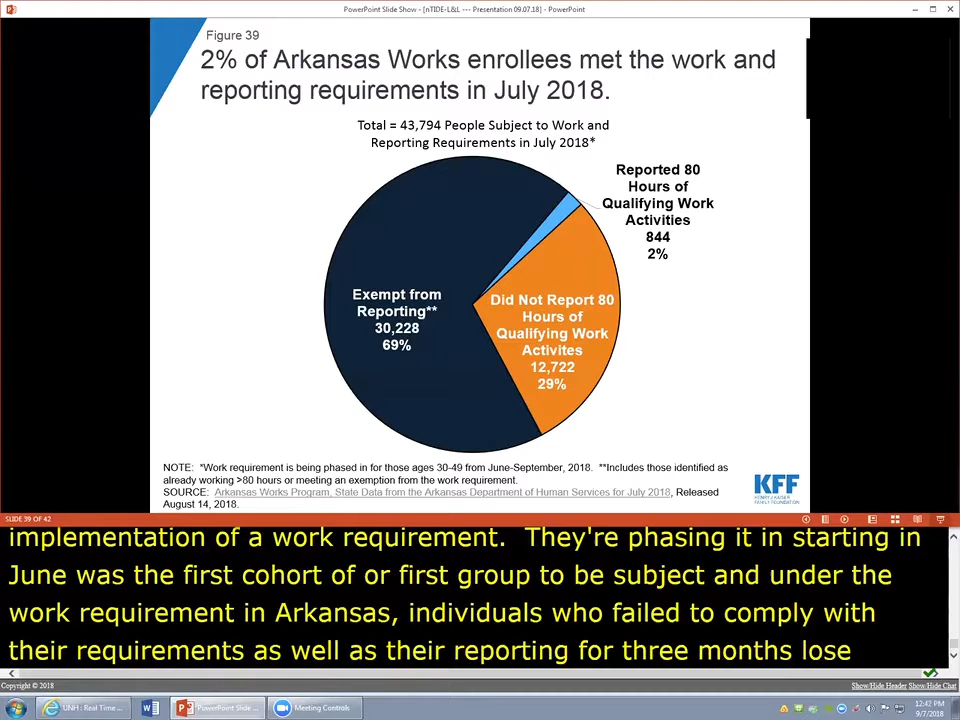 PowerPoint Slide Show - [nTIDE-L&L --- Presentation 09.07.18] - PowerPoint
Figure 39
2% of Arkansas Works enrollees met the work and
reporting requirements in July 2018.
Total = 43,794 People Subject to Work and
Reporting Requirements in July 2018*
Reported 80
Hours of
Qualifying Work
Activities
844
2%
Exempt from
Reporting**
30,228
69%
Did Not Report 80
Hours of
Qualifying Work
Activites
12,722
29%
NOTE: *Work requirement is being phased in for those ages 30-49 from June-September, 2018. **Includes those identified as
already working >80 hours or meeting an exemption from the work requirement.
SOURCE: Arkansas Works Program, State Data from the Arkansas Department of Human Services for July 2018, Released
August 14, 2018.
KFF
HENRY J KAISER
FAMILY FOUNDATION
SLIDE 39 OF 42
implementation of a work requirement. They're phasing it in starting in
June was the first cohort of or first group to be subject and under the
work requirement in Arkansas, individuals who failed to comply with
their requirements as well as their reporting for three months lose
Copyright © 2018
Show/Hide Header Show/Hide Chat
UNH : Real Time ...
PowerPoint Slide ...
Meeting Controls
12:42 PM
9/7/2018